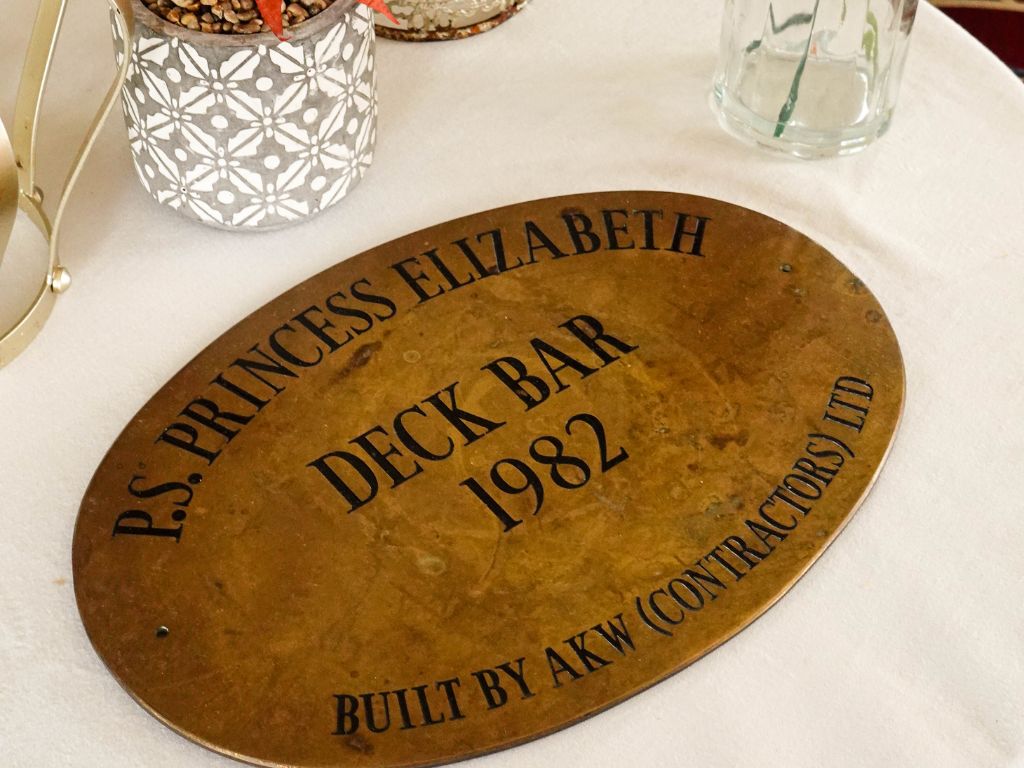 P.S. PRINCESS ELIZABETH
DECK BAR
1982
BUILT BY AKW (CONTRACTORS) LTD